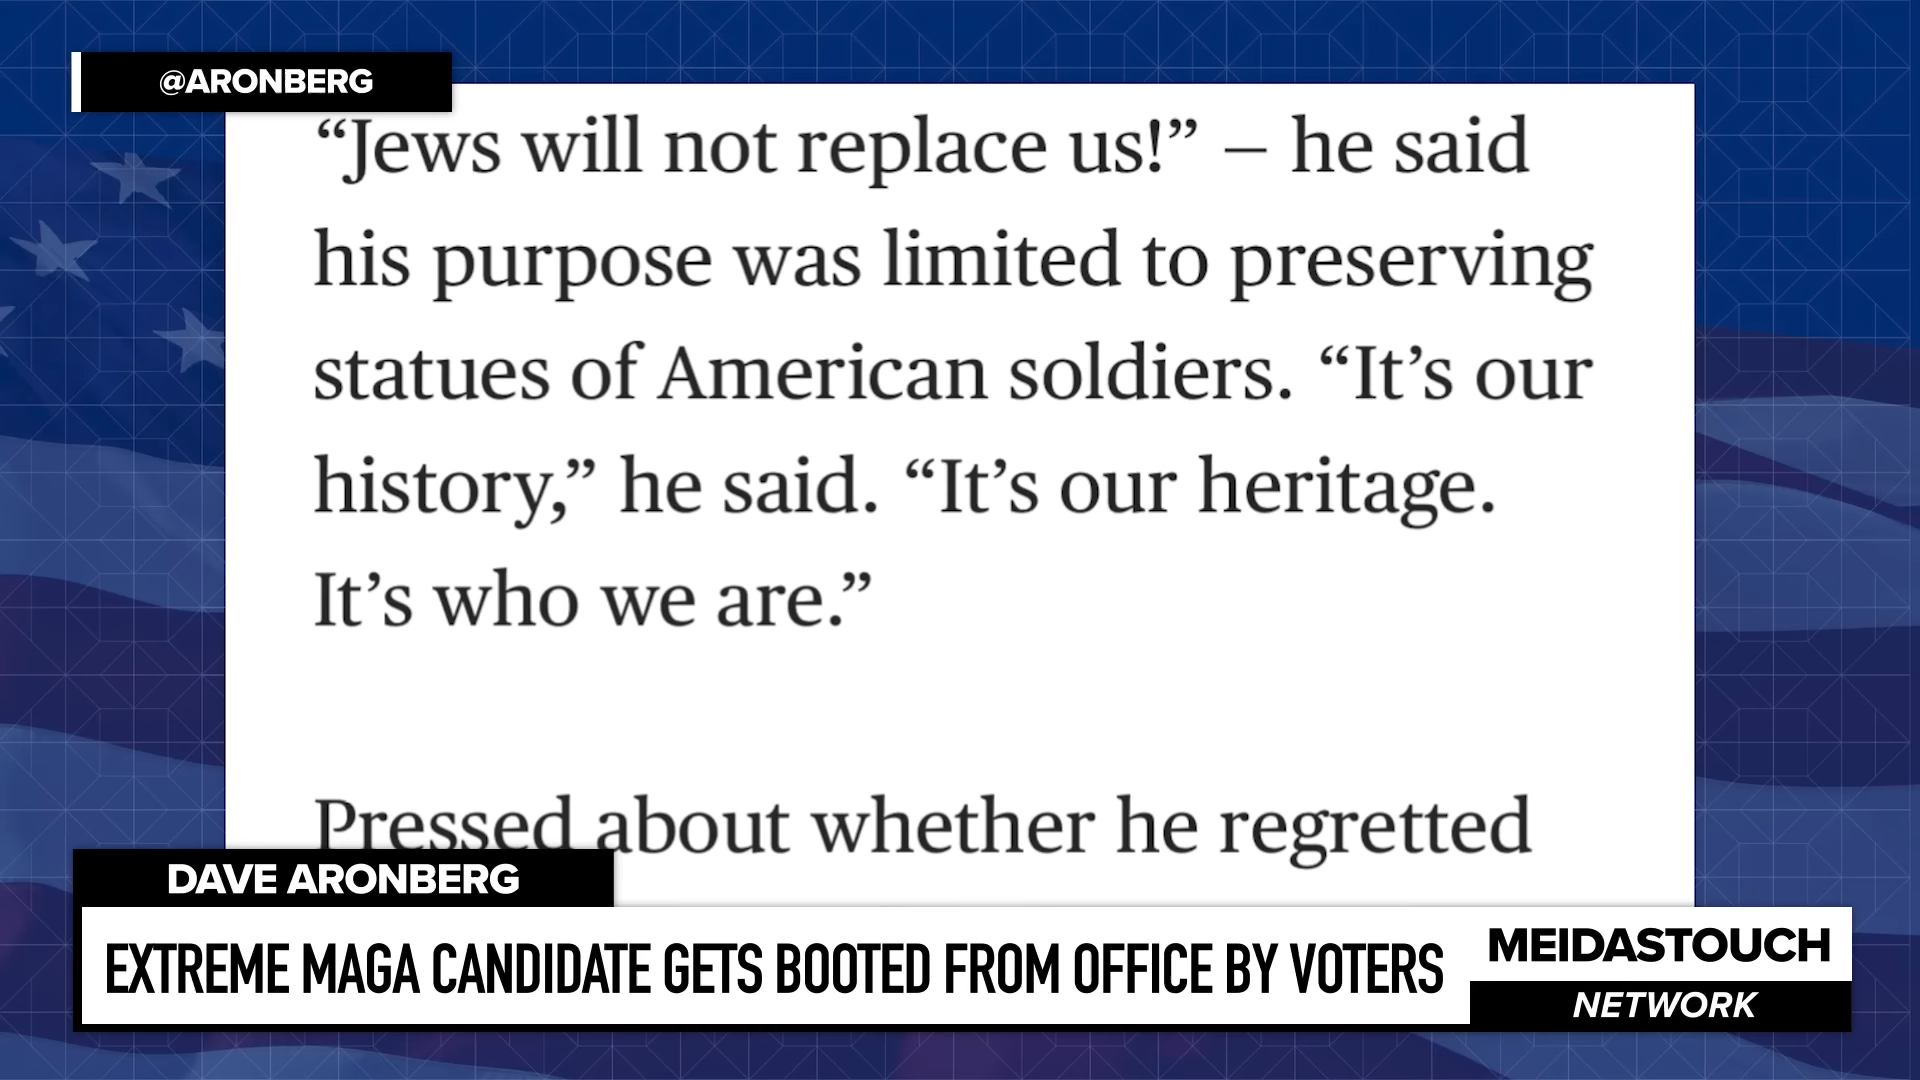 @ARONBERG
“Jews will not replace us!” – he said
his purpose was limited to preserving
statues of American soldiers. “It’s our
history,” he said. “It’s our heritage.
It’s who we are.”
Pressed about whether he regretted
DAVE ARONBERG
EXTREME MAGA CANDIDATE GETS BOOTED FROM OFFICE BY VOTERS
MEIDASTOUCH
NETWORK